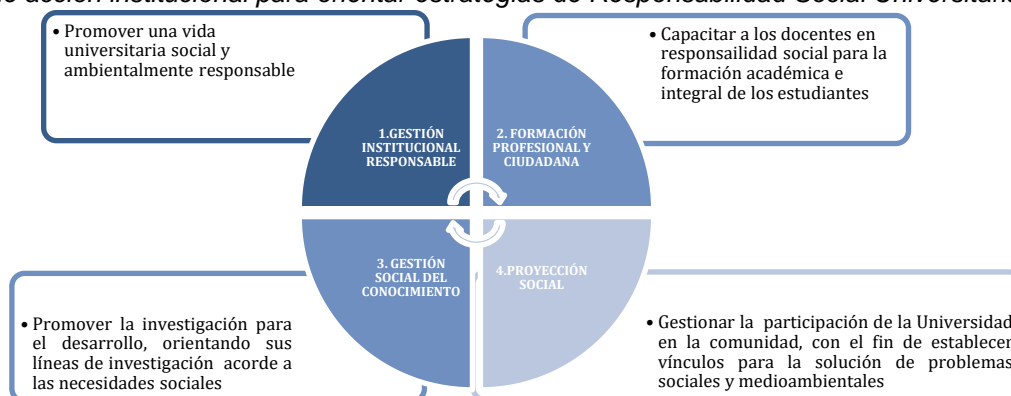 de acción institucional para orientar estrategias de Responsabilidad Social Universitaria
• Promover una vida
universitaria social y
ambientalmente responsable
• Capacitar a los docentes en
responsailidad social para la
formación académica e
integral de los estudiantes
1.GESTIÓN
INSTITUCIONAL
RESPONSABLE
2. FORMACIÓN
PROFESIONAL Y
CIUDADANA
3. GESTIÓN
SOCIAL DEL
CONOCIMIENTO
4.PROYECCIÓN
SOCIAL
• Promover la investigación para
el desarrollo, orientando sus
líneas de investigación acorde a
las necesidades sociales
• Gestionar la participación de la Universidad
en la comunidad, con el fin de establecer
vínculos para la solución de problemas
sociales y medioambientales